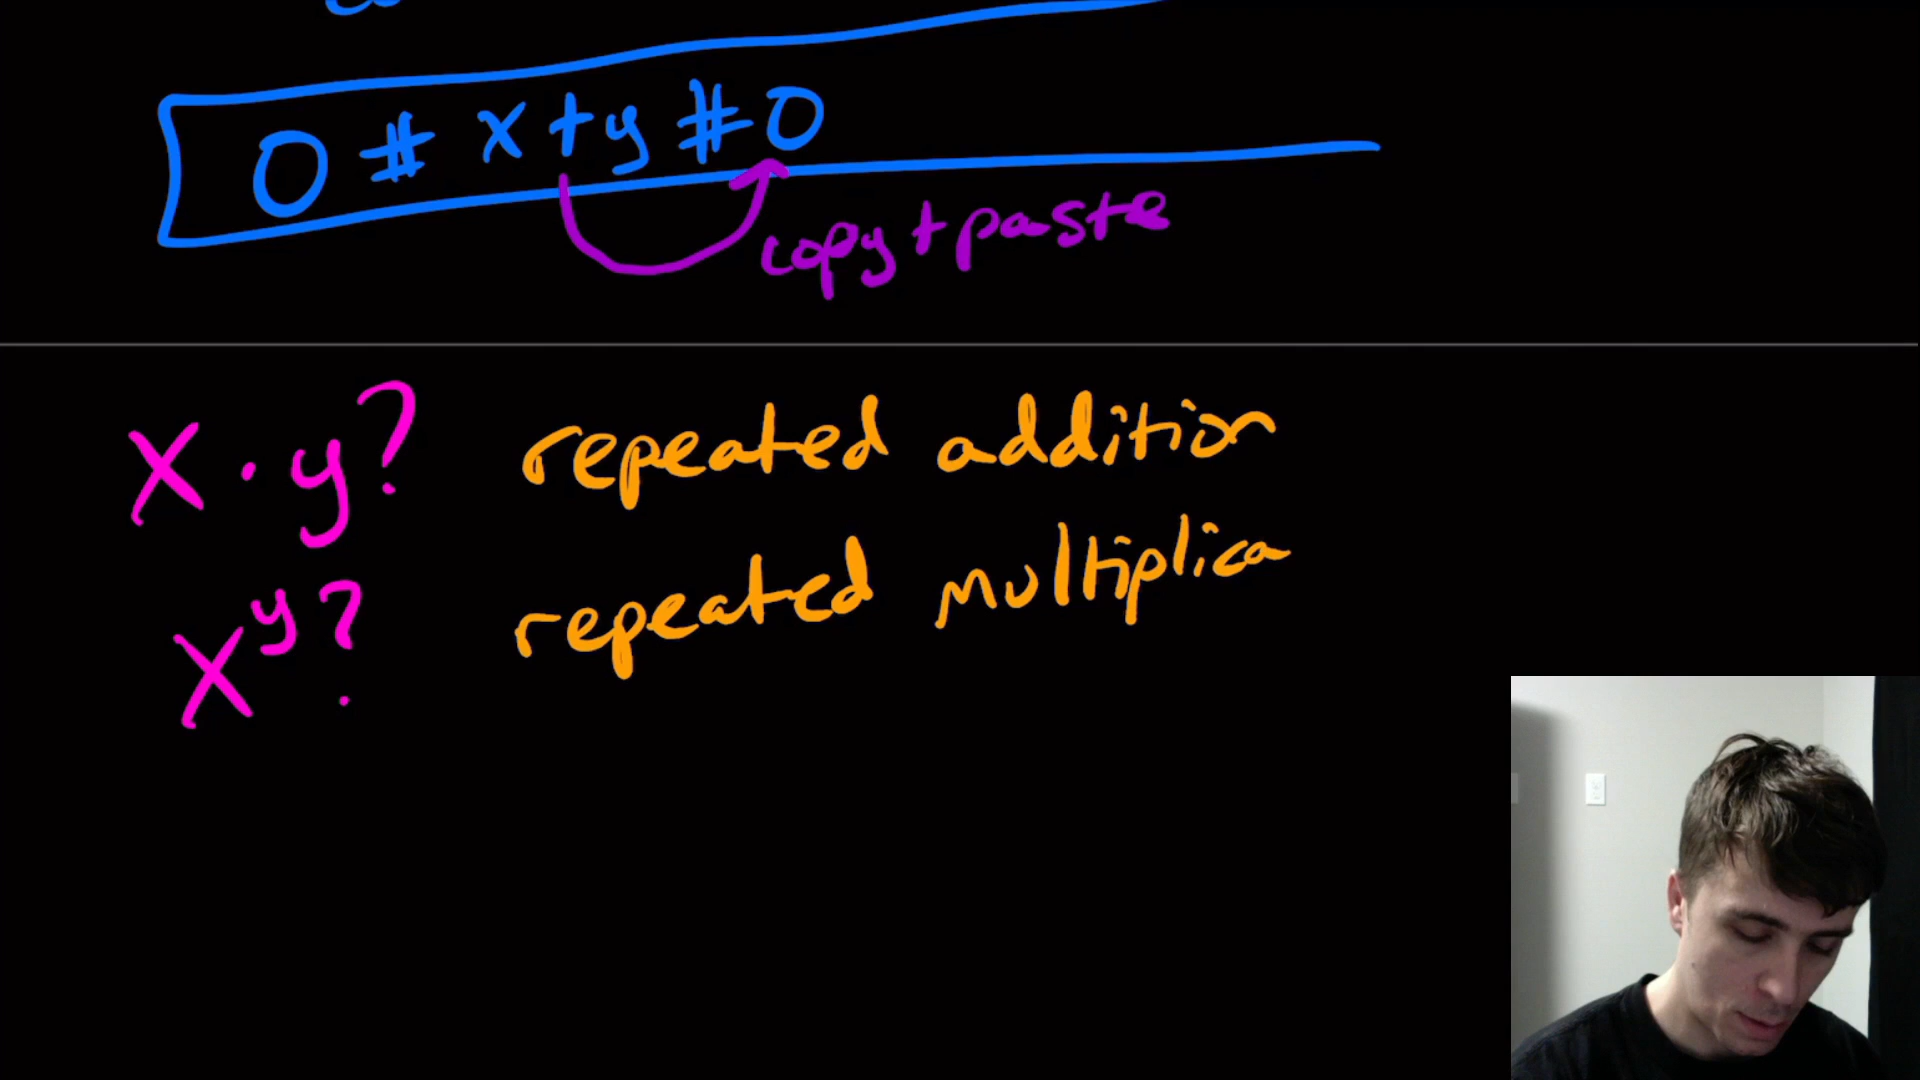 0 # x+y #0
copy+paste
x·y? repeated addition
x^y? repeated multiplica